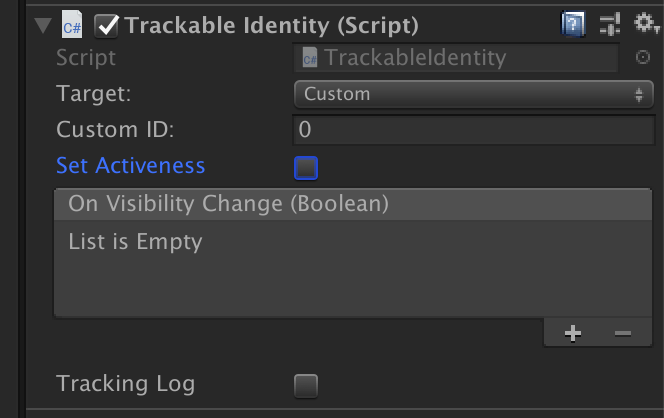 C# Trackable Identity (Script)
Script C# TrackableIdentity
Target: Custom
Custom ID: 0
Set Activeness
On Visibility Change (Boolean)
List is Empty
+ −
Tracking Log